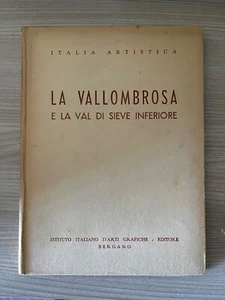 ITALIA ARTISTICA
LA VALLOMBROSA
E LA VAL DI SIEVE INFERIORE
ISTITUTO ITALIANO D'ARTI GRAFICHE - EDITORE
BERGAMO